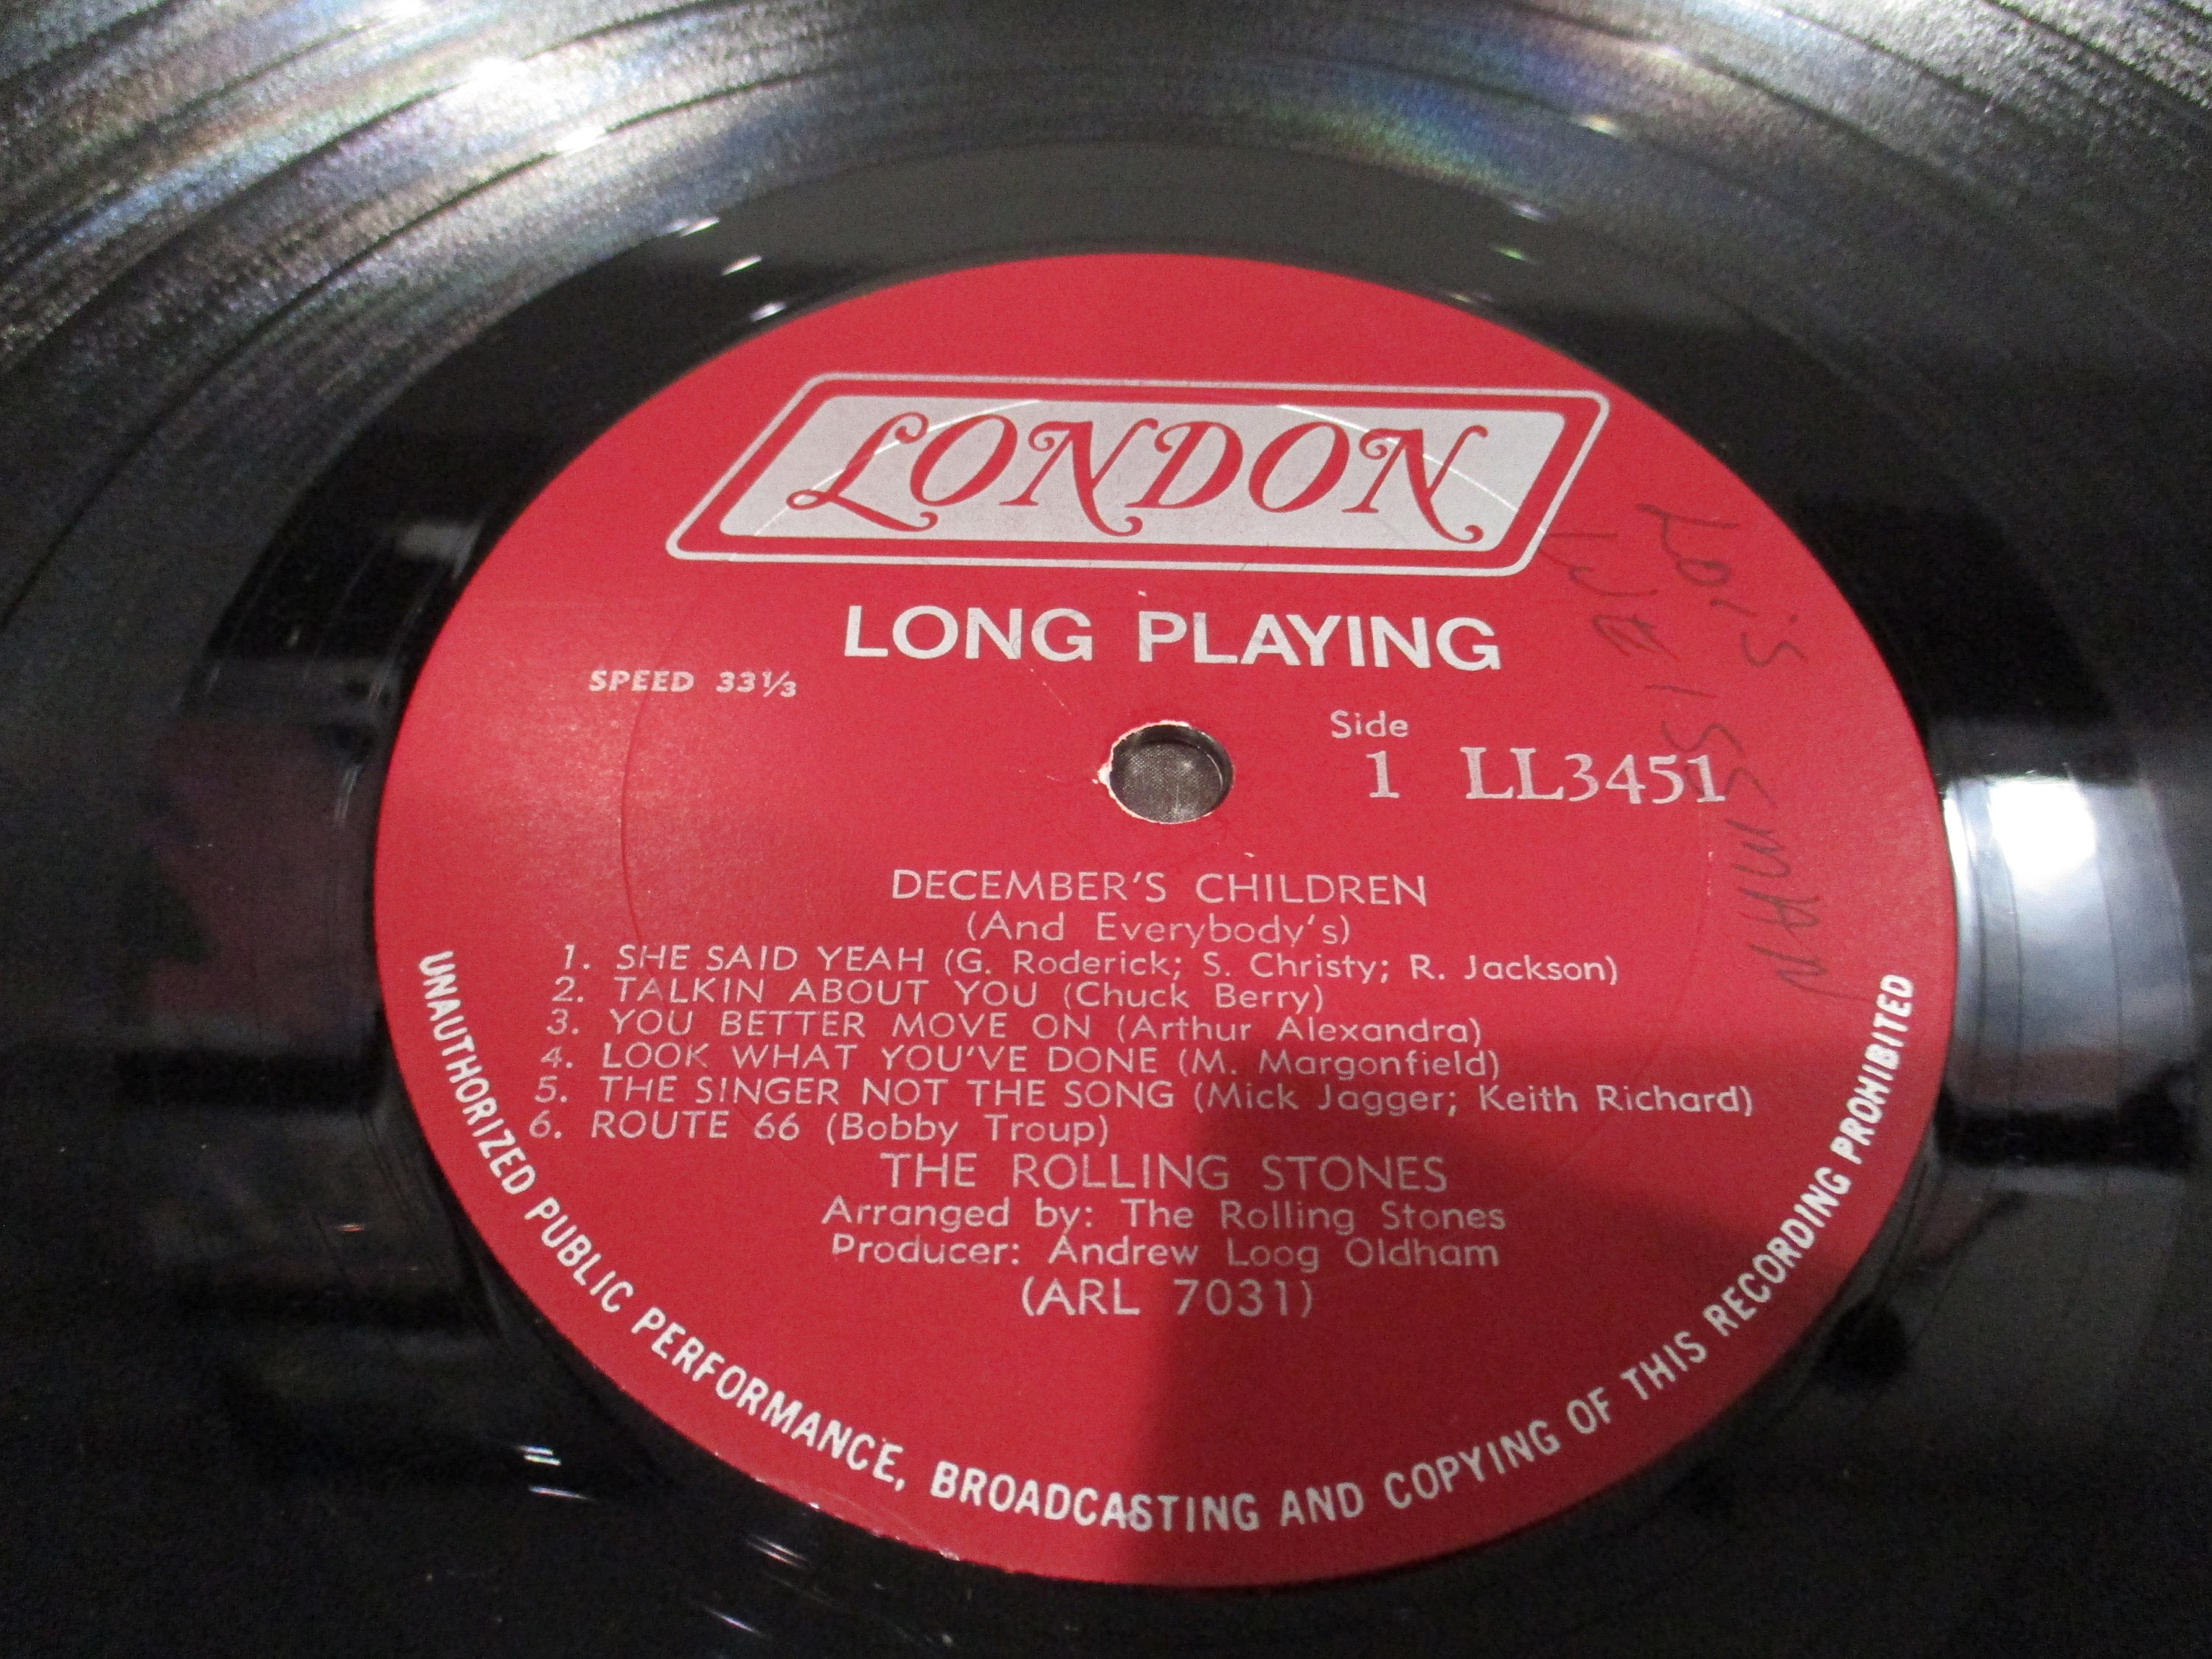 LONDON
LONG PLAYING
SPEED 33⅓
Side
1 LL3451
DECEMBER'S CHILDREN
(And Everybody's)
1. SHE SAID YEAH (G. Roderick; S. Christy; R. Jackson)
2. TALKIN ABOUT YOU (Chuck Berry)
3. YOU BETTER MOVE ON (Arthur Alexandra)
4. LOOK WHAT YOU'VE DONE (M. Margonfield)
5. THE SINGER NOT THE SONG (Mick Jagger; Keith Richard)
6. ROUTE 66 (Bobby Troup)
THE ROLLING STONES
Arranged by: The Rolling Stones
Producer: Andrew Loog Oldham
(ARL 7031)
UNAUTHORIZED PUBLIC PERFORMANCE, BROADCASTING AND COPYING OF THIS RECORDING PROHIBITED
Lois